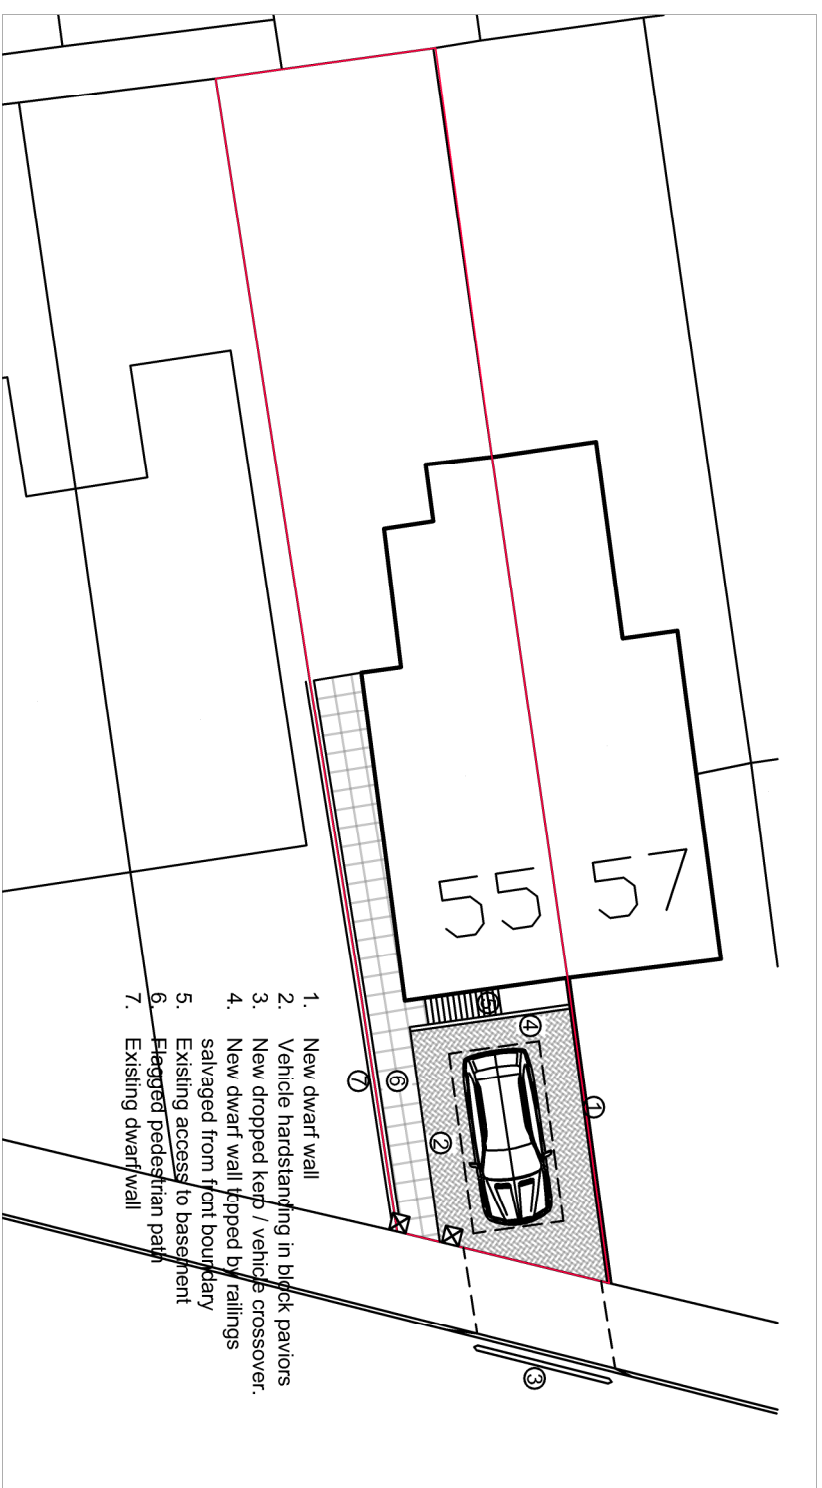 1. New dwarf wall
2. Vehicle hardstanding in block paviors
3. New dropped kerb / vehicle crossover.
4. New dwarf wall topped by railings
salvaged from front boundary
5. Existing access to basement
6. Flagged pedestrian path
7. Existing dwarf wall
55
57
5
4
1
7
6
2
3